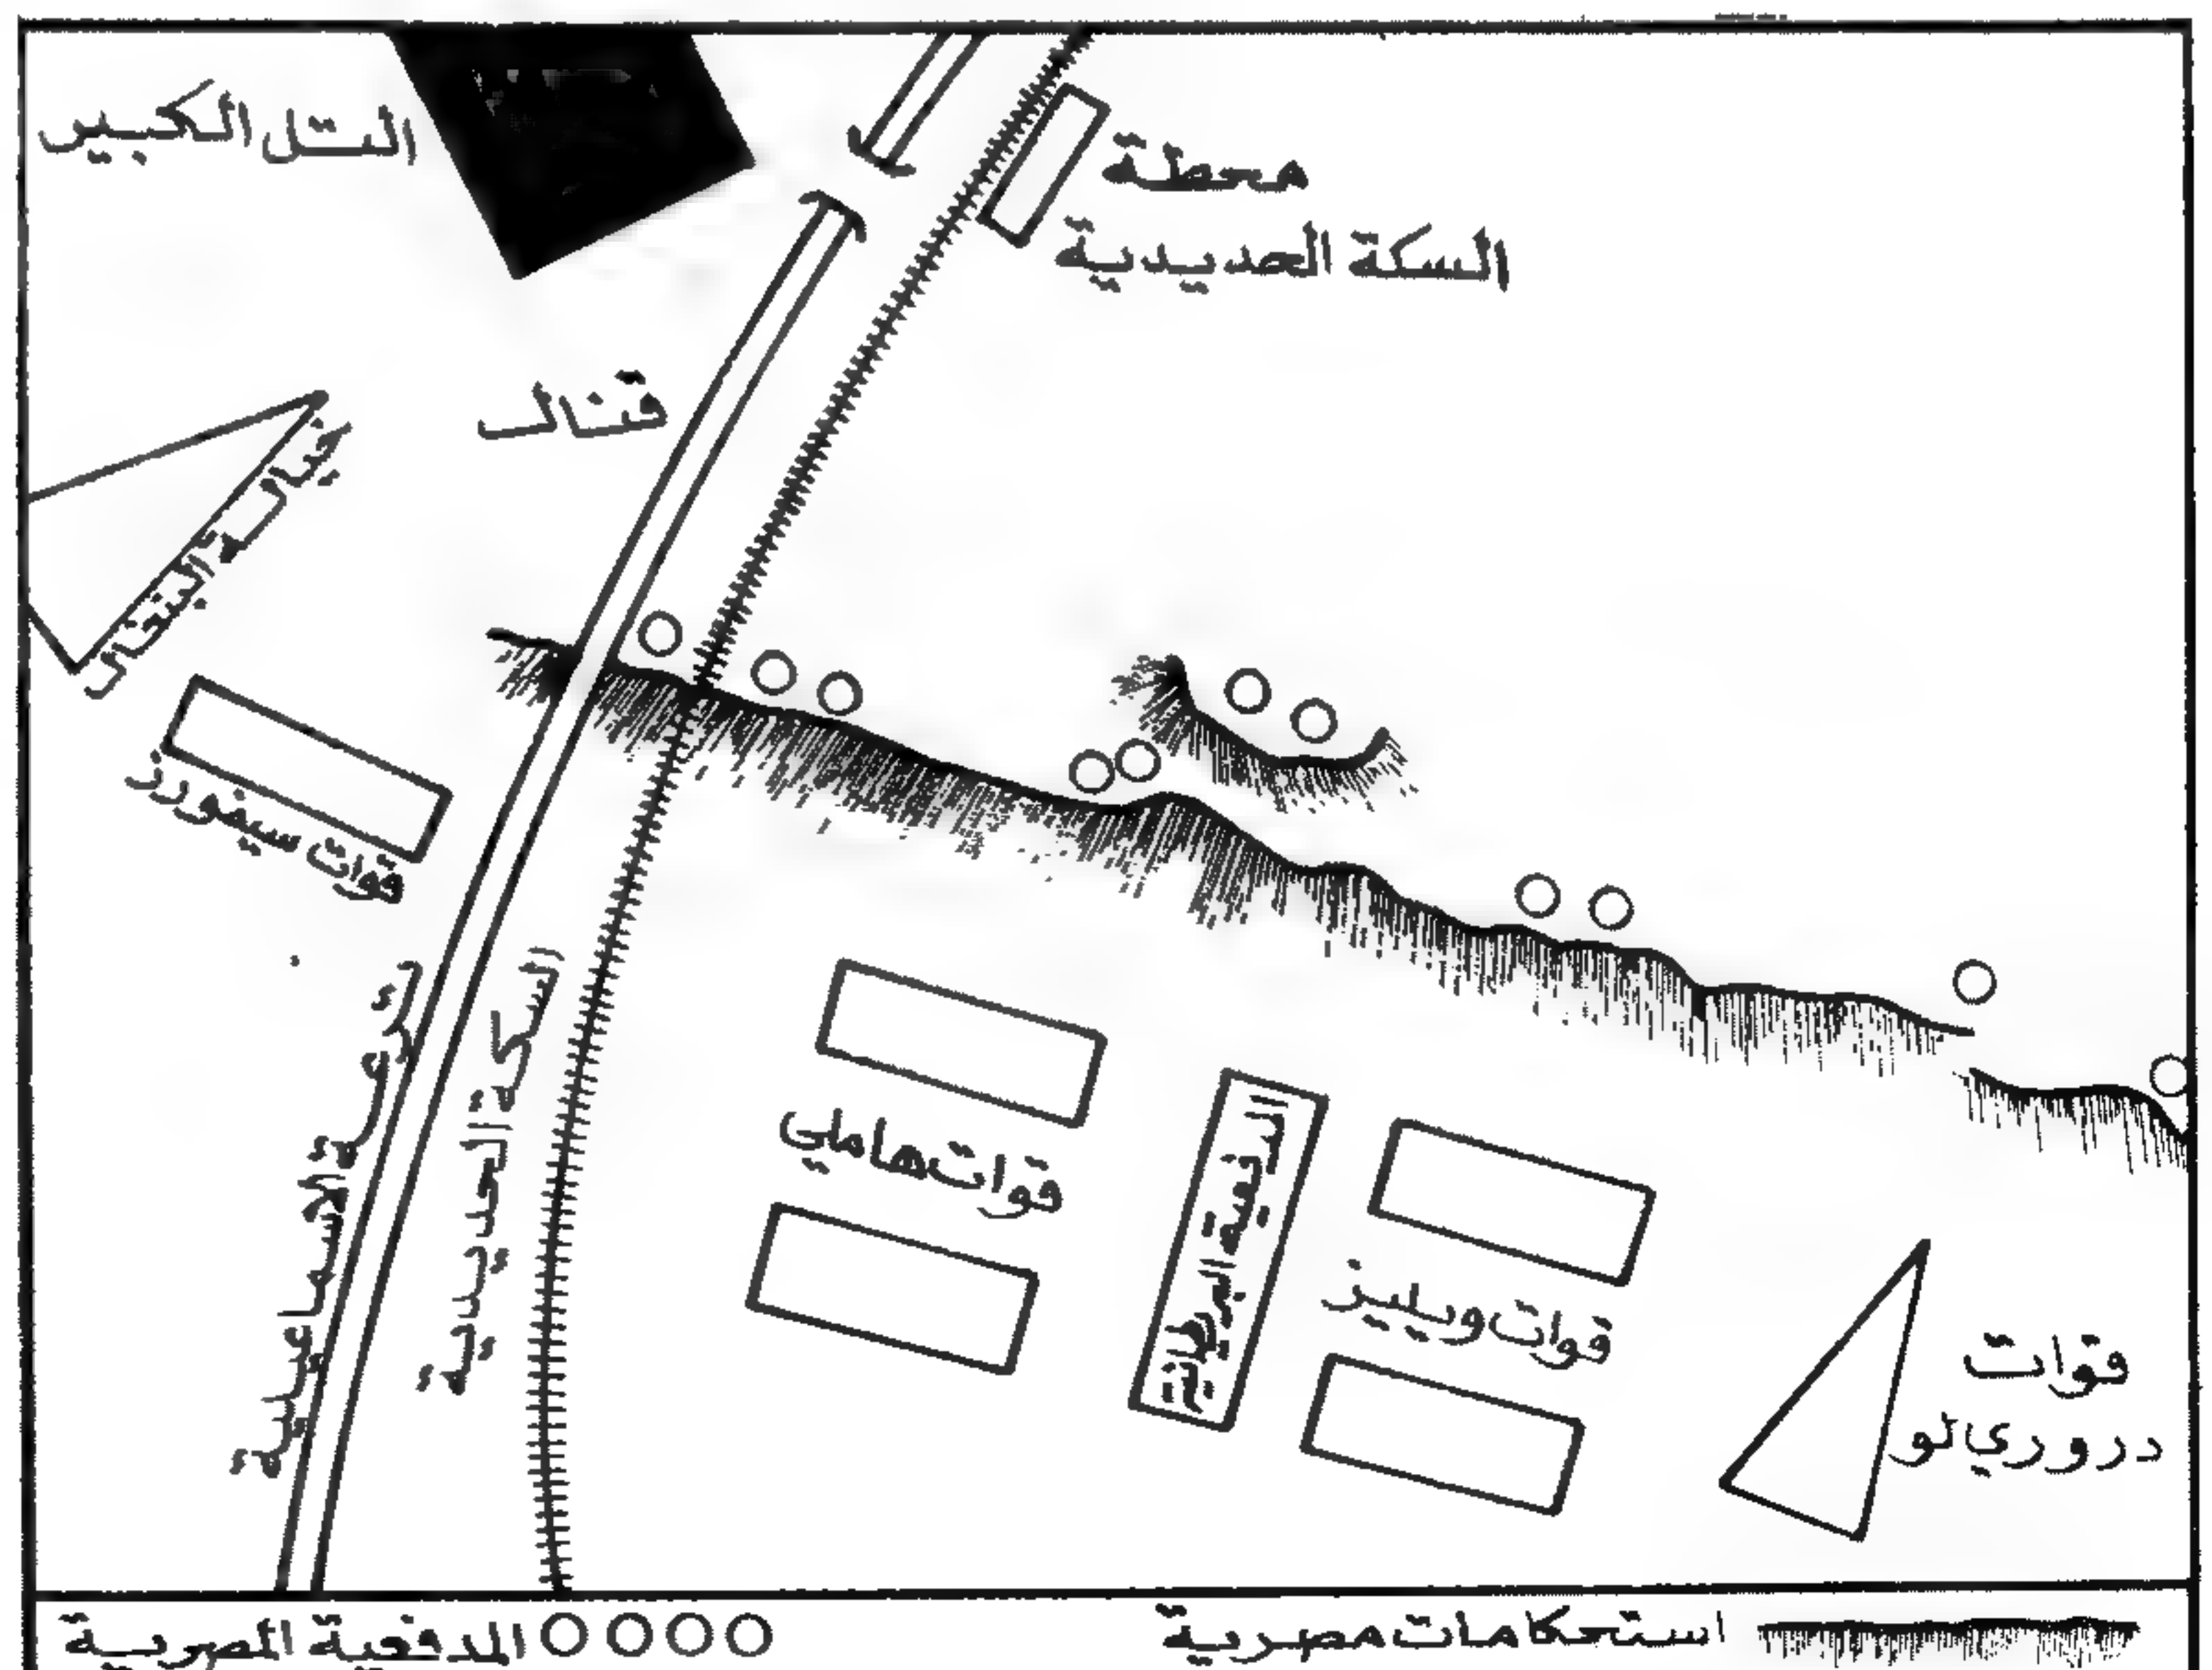 التل الكبير
محطة
السكة الحديدية
قنال
خيالة البنغال
قوات سيفورز
ترعة الاسماعيلية
السكة الحديدية
قوات هاملي
المدفعية البريطانية
قوات ويليز
قوات
دروري لو
استحكامات مصرية
المدفعية المصرية